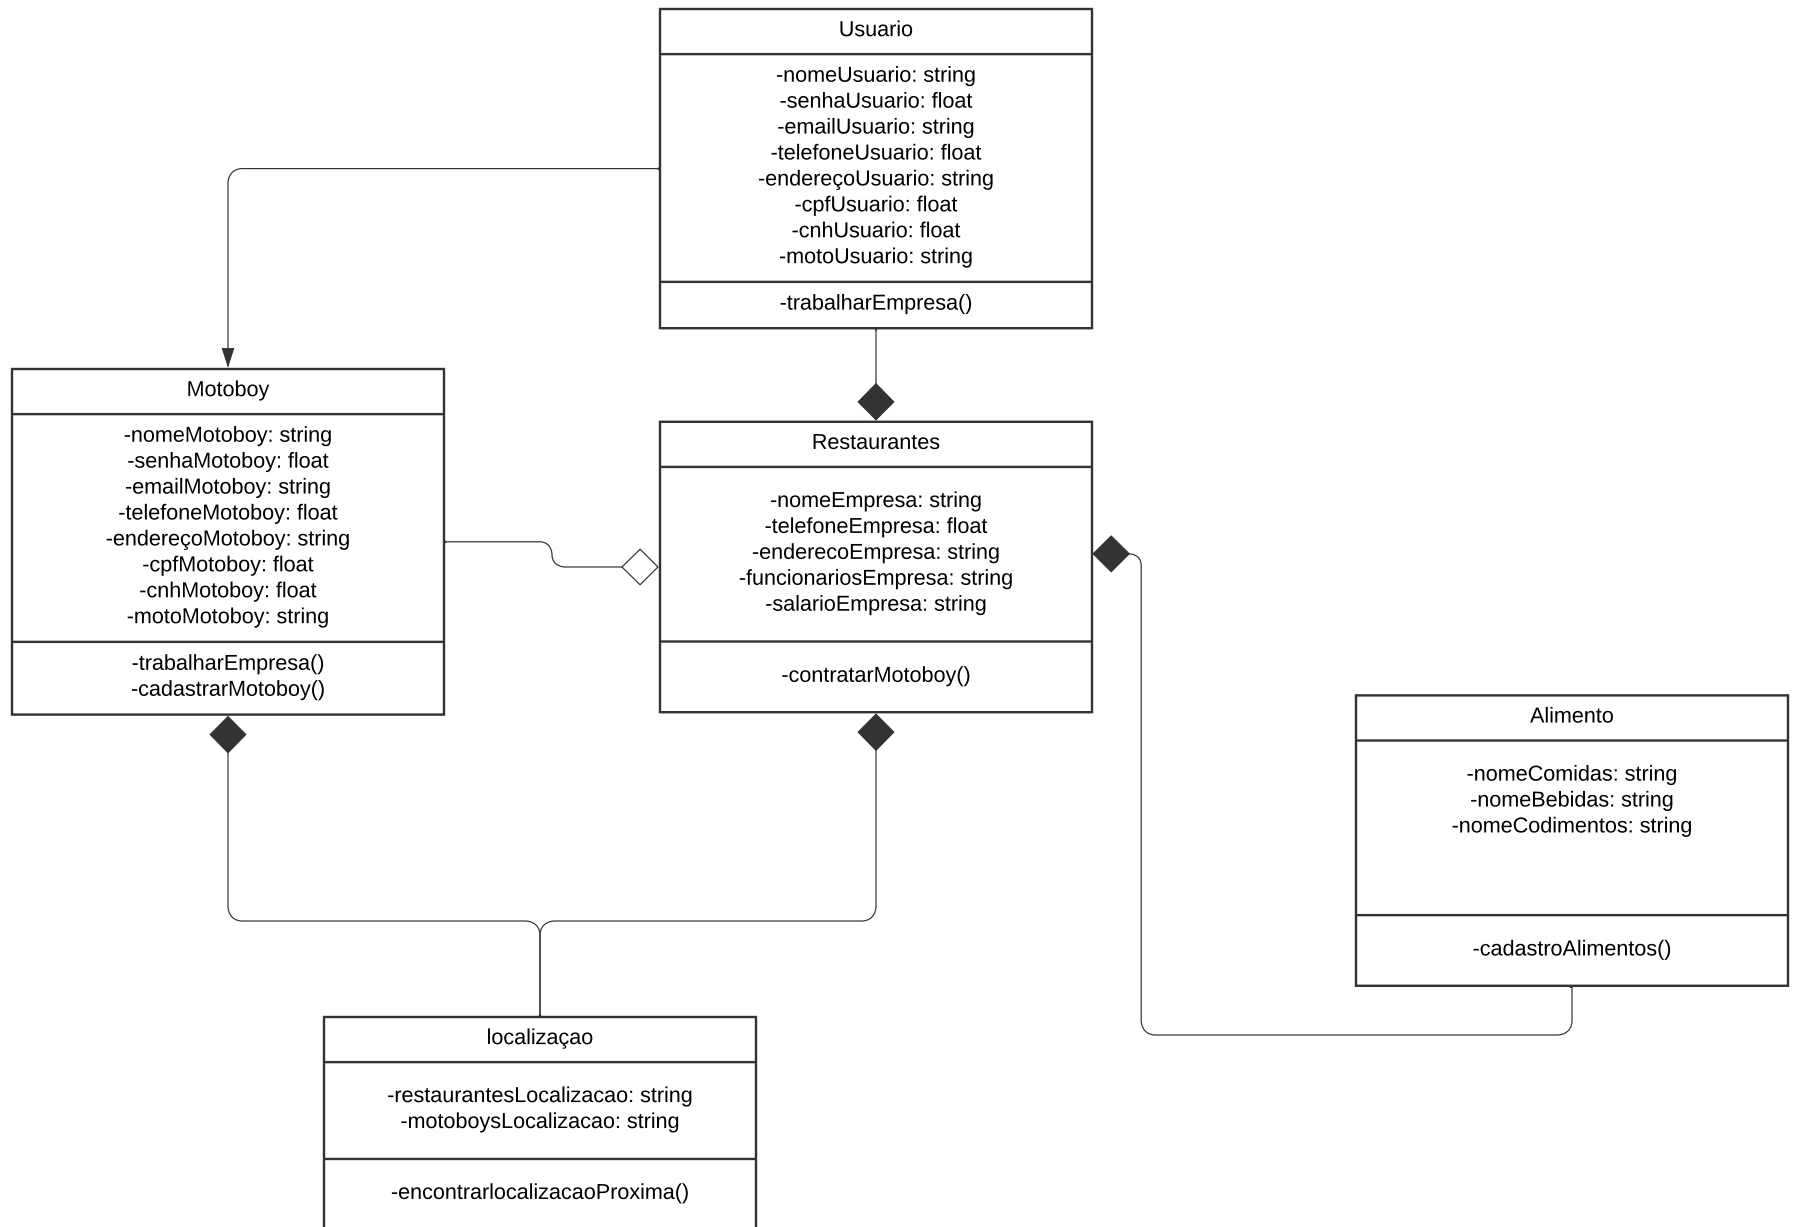 Usuario
-nomeUsuario: string
-senhaUsuario: float
-emailUsuario: string
-telefoneUsuario: float
-endereçoUsuario: string
-cpfUsuario: float
-cnhUsuario: float
-motoUsuario: string
-trabalharEmpresa()
Motoboy
-nomeMotoboy: string
-senhaMotoboy: float
-emailMotoboy: string
-telefoneMotoboy: float
-endereçoMotoboy: string
-cpfMotoboy: float
-cnhMotoboy: float
-motoMotoboy: string
-trabalharEmpresa()
-cadastrarMotoboy()
Restaurantes
-nomeEmpresa: string
-telefoneEmpresa: float
-enderecoEmpresa: string
-funcionariosEmpresa: string
-salarioEmpresa: string
-contratarMotoboy()
Alimento
-nomeComidas: string
-nomeBebidas: string
-nomeCodimentos: string
-cadastroAlimentos()
localizaçao
-restaurantesLocalizacao: string
-motoboysLocalizacao: string
-encontrarlocalizacaoProxima()